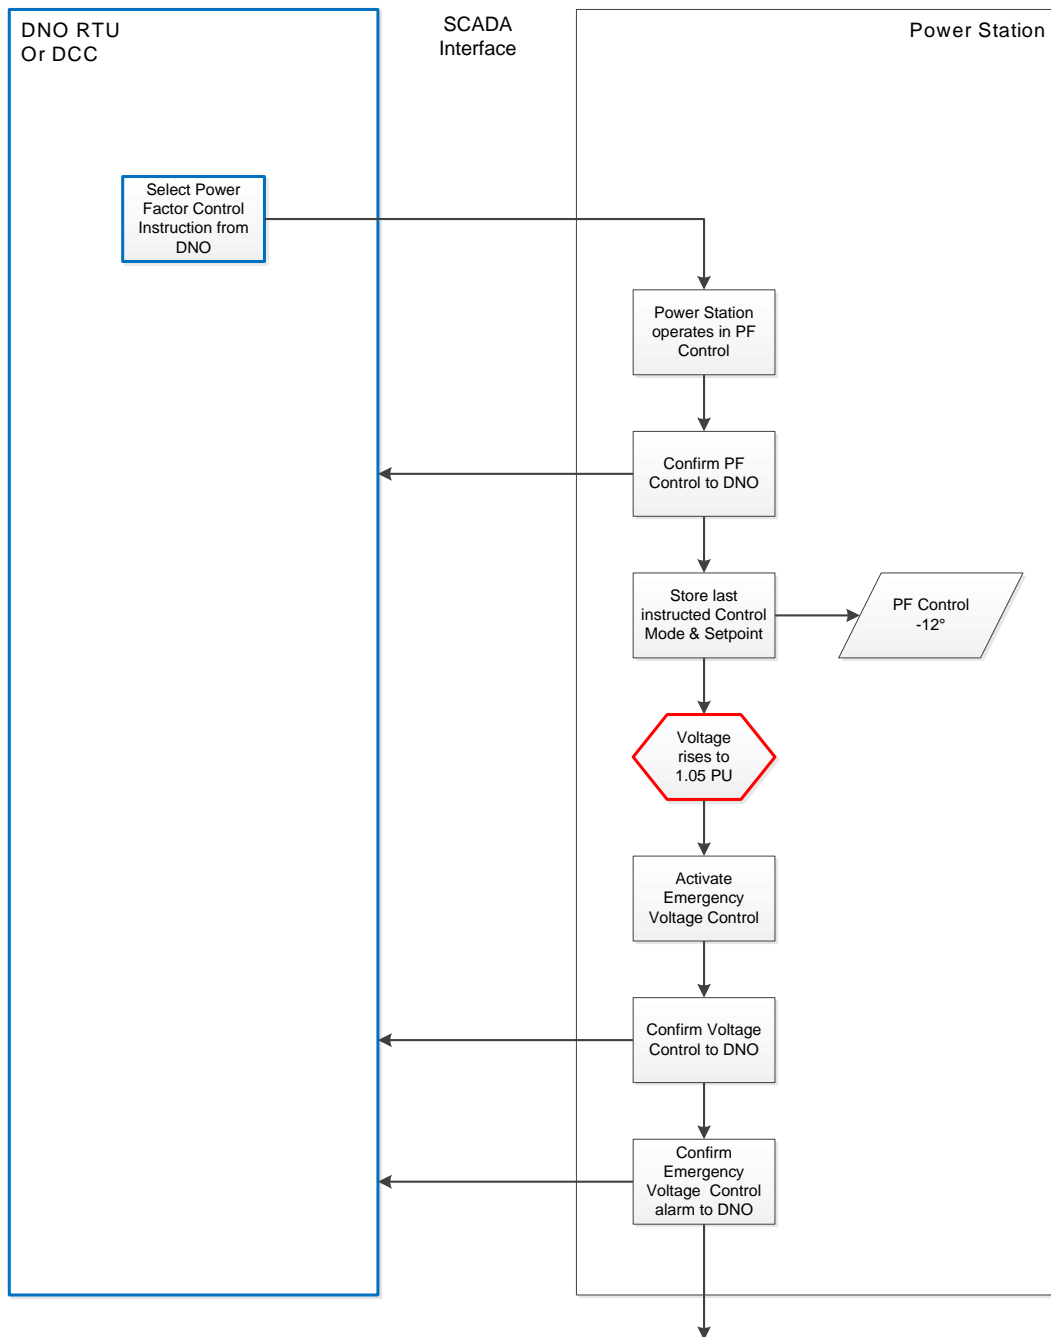 DNO RTU
Or DCC
SCADA
Interface
Power Station
Select Power
Factor Control
Instruction from
DNO
Power Station
operates in PF
Control
Confirm PF
Control to DNO
Store last
instructed Control
Mode & Setpoint
PF Control
-12°
Voltage
rises to
1.05 PU
Activate
Emergency
Voltage Control
Confirm Voltage
Control to DNO
Confirm
Emergency
Voltage Control
alarm to DNO